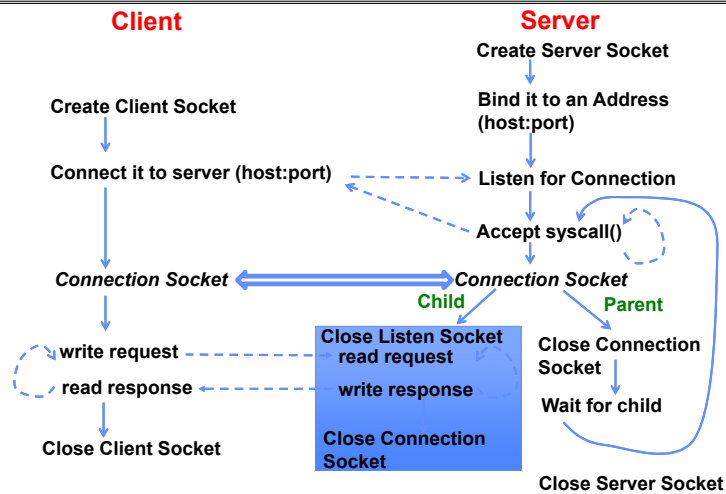 Client
Server
Create Server Socket
Create Client Socket
Bind it to an Address
(host:port)
Connect it to server (host:port)
Listen for Connection
Accept syscall()
Connection Socket
Connection Socket
Child
Parent
Close Listen Socket
write request
read request
Close Connection
Socket
read response
write response
Wait for child
Close Client Socket
Close Connection
Socket
Close Server Socket